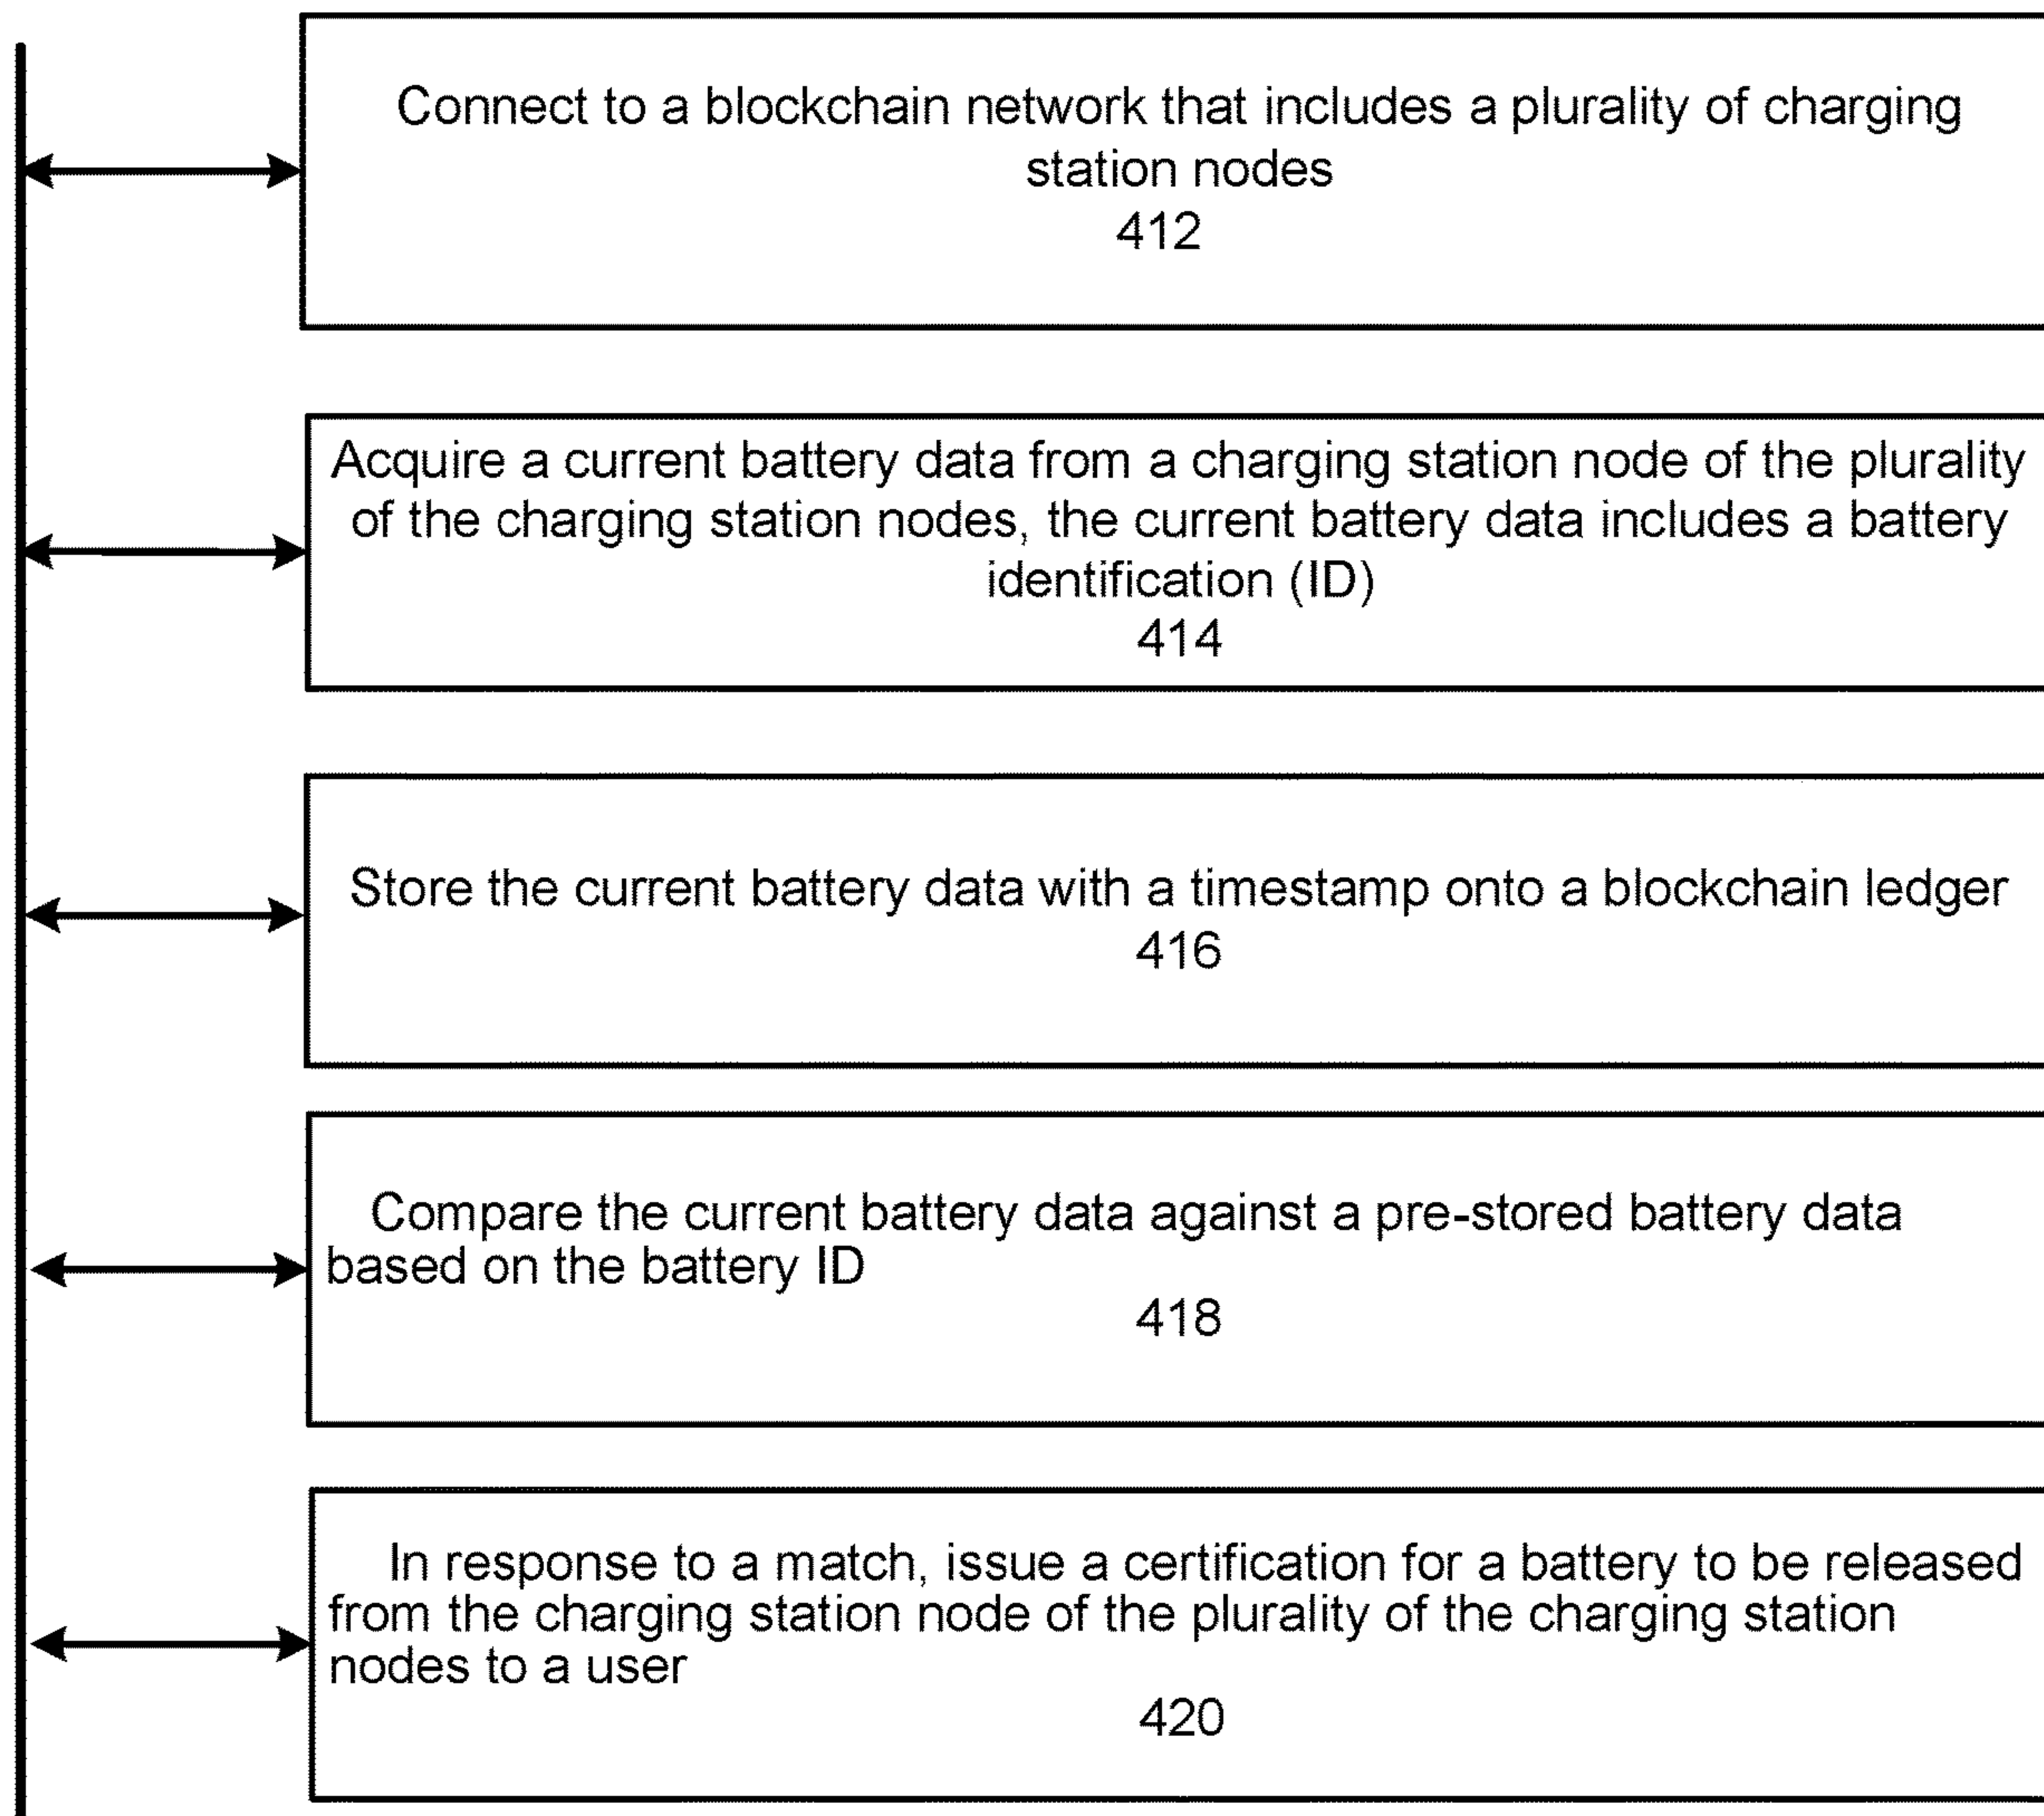 Connect to a blockchain network that includes a plurality of charging
station nodes
412
Acquire a current battery data from a charging station node of the plurality
of the charging station nodes, the current battery data includes a battery
identification (ID)
414
Store the current battery data with a timestamp onto a blockchain ledger
416
Compare the current battery data against a pre-stored battery data
based on the battery ID
418
In response to a match, issue a certification for a battery to be released
from the charging station node of the plurality of the charging station
nodes to a user
420